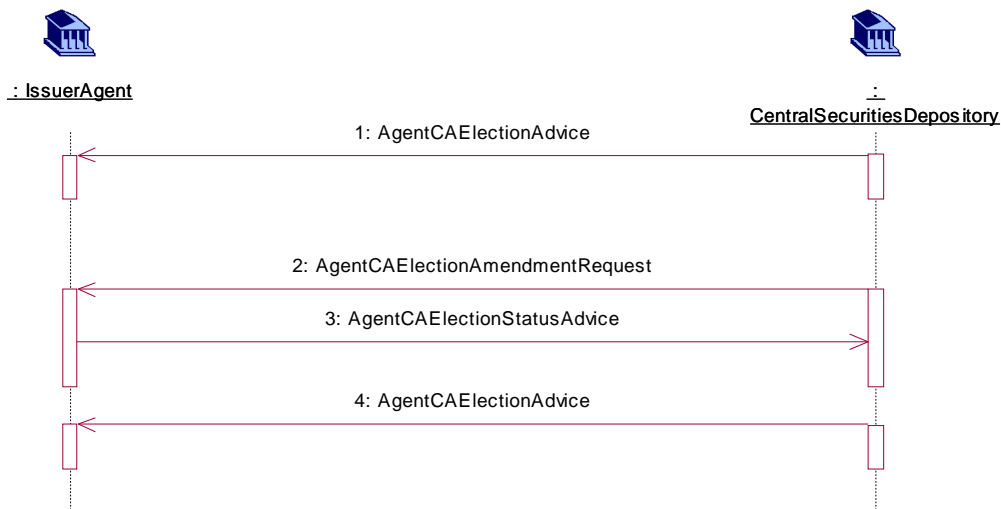 : IssuerAgent
:
CentralSecuritiesDepository
1: AgentCAElectionAdvice
2: AgentCAElectionAmendmentRequest
3: AgentCAElectionStatusAdvice
4: AgentCAElectionAdvice